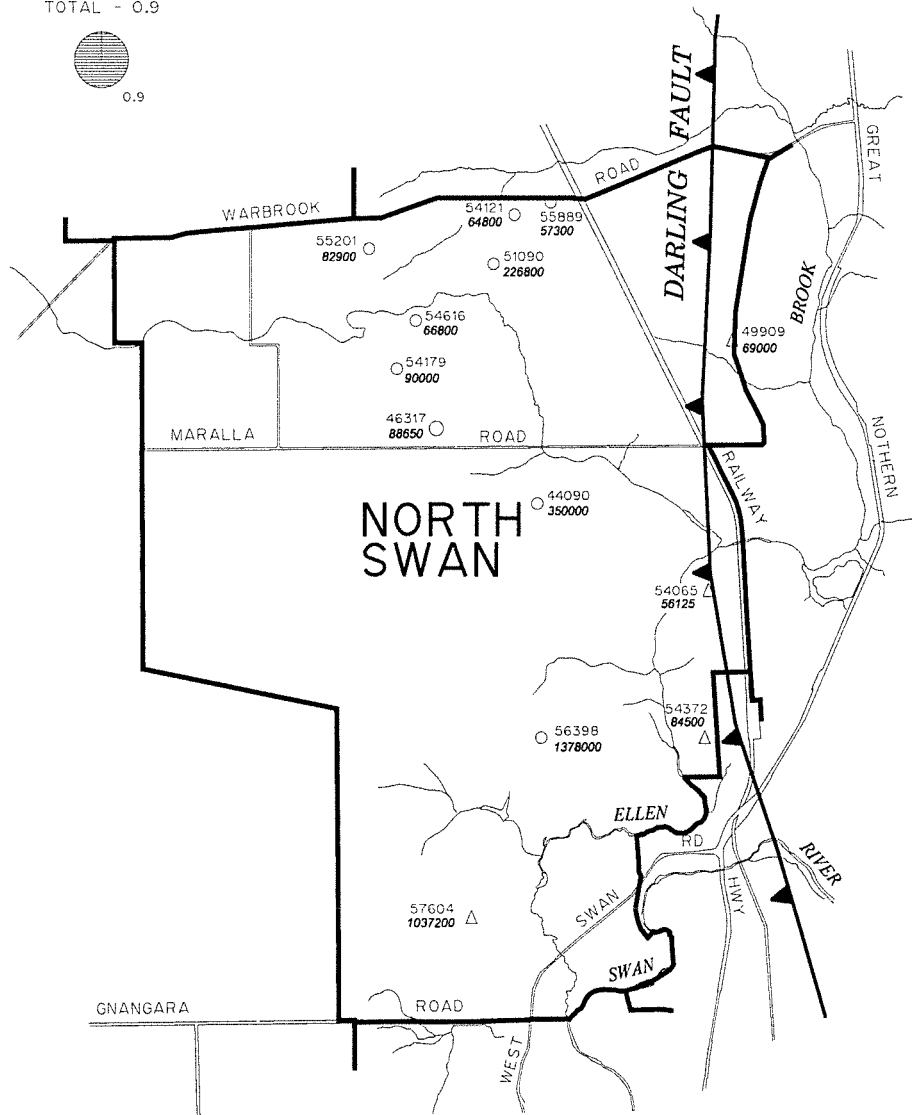 TOTAL - 0.9
0.9
DARLING FAULT
GREAT
ROAD
WARBROOK
54121
64800
55889
57300
55201
82900
51090
226800
BROOK
54616
66800
49909
69000
54179
90000
46317
88650
MARALLA
ROAD
NOTHERN
RAILWAY
44090
350000
NORTH
SWAN
54065
56125
54372
84500
56398
1378000
ELLEN
RD
RIVER
HWY
SWAN
57604
1037200
SWAN
GNANGARA
ROAD
WEST